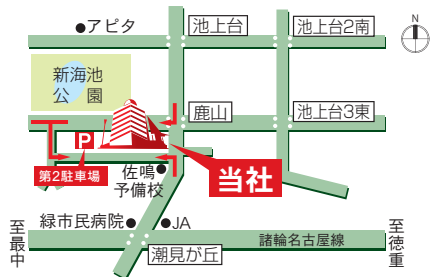 アピタ
池上台
池上台2南
N
新海池
公園
鹿山
池上台3東
P
第2駐車場
佐鳴
予備校
当社
至最中
緑市民病院
JA
諸輪名古屋線
至徳重
潮見が丘